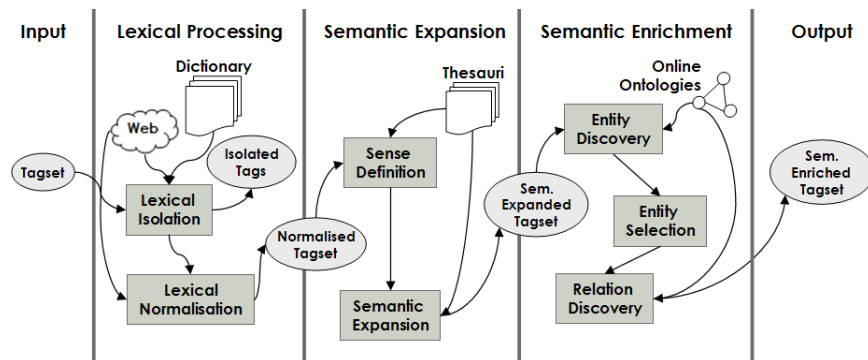 Input
Lexical Processing
Semantic Expansion
Semantic Enrichment
Output
Dictionary
Web
Isolated
Tags
Tagset
Lexical
Isolation
Lexical
Normalisation
Normalised
Tagset
Thesauri
Sense
Definition
Semantic
Expansion
Sem.
Expanded
Tagset
Online
Ontologies
Entity
Discovery
Entity
Selection
Relation
Discovery
Sem.
Enriched
Tagset